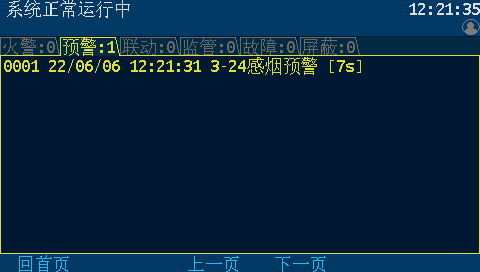 系统正常运行中 12:21:35
火警:0\预警:1\联动:0\监管:0\故障:0\屏蔽:0\
0001 22/06/06 12:21:31 3-24感烟预警 [7s]
回首页 上一页 下一页